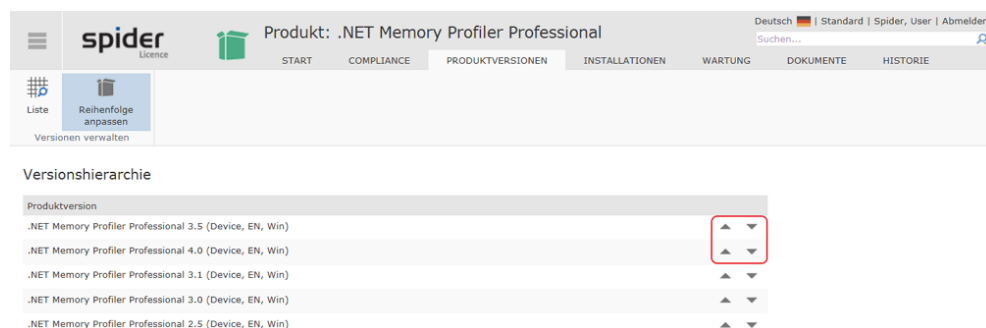 Deutsch | Standard | Spider, User | Abmelden
spider
Licence
Produkt: .NET Memory Profiler Professional
Suchen...
START COMPLIANCE PRODUKTVERSIONEN INSTALLATIONEN WARTUNG DOKUMENTE HISTORIE
Liste
Reihenfolge
anpassen
Versionen verwalten
Versionshierarchie
Produktversion
.NET Memory Profiler Professional 3.5 (Device, EN, Win)
.NET Memory Profiler Professional 4.0 (Device, EN, Win)
.NET Memory Profiler Professional 3.1 (Device, EN, Win)
.NET Memory Profiler Professional 3.0 (Device, EN, Win)
.NET Memory Profiler Professional 2.5 (Device, EN, Win)